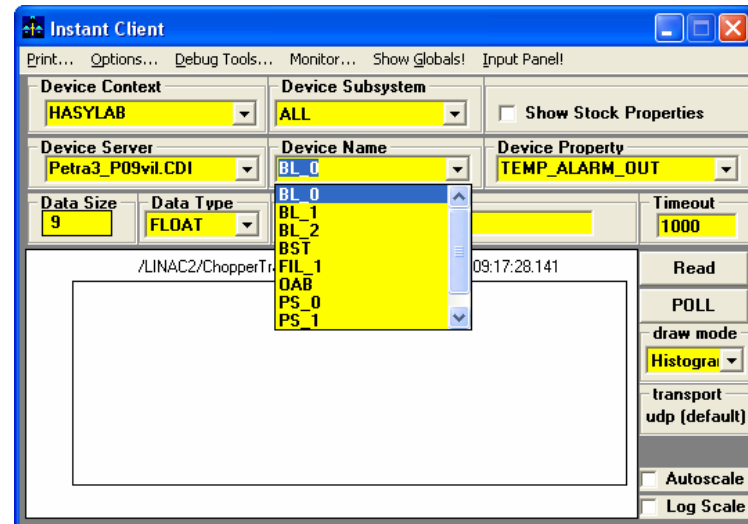 Instant Client
Print... Options... Debug Tools... Monitor... Show Globals! Input Panel!
Device Context Device Subsystem
HASYLAB ALL Show Stock Properties
Device Server Device Name Device Property
Petra3_P09vil.CDI BL_0 TEMP_ALARM_OUT
Data Size Data Type Timeout
9 FLOAT 1000
BL_0
BL_1
BL_2
BST
FIL_1
OAB
PS_0
PS_1
/LINAC2/ 09:17:28.141
Read
POLL
draw mode
transport
udp (default)
Autoscale
Log Scale